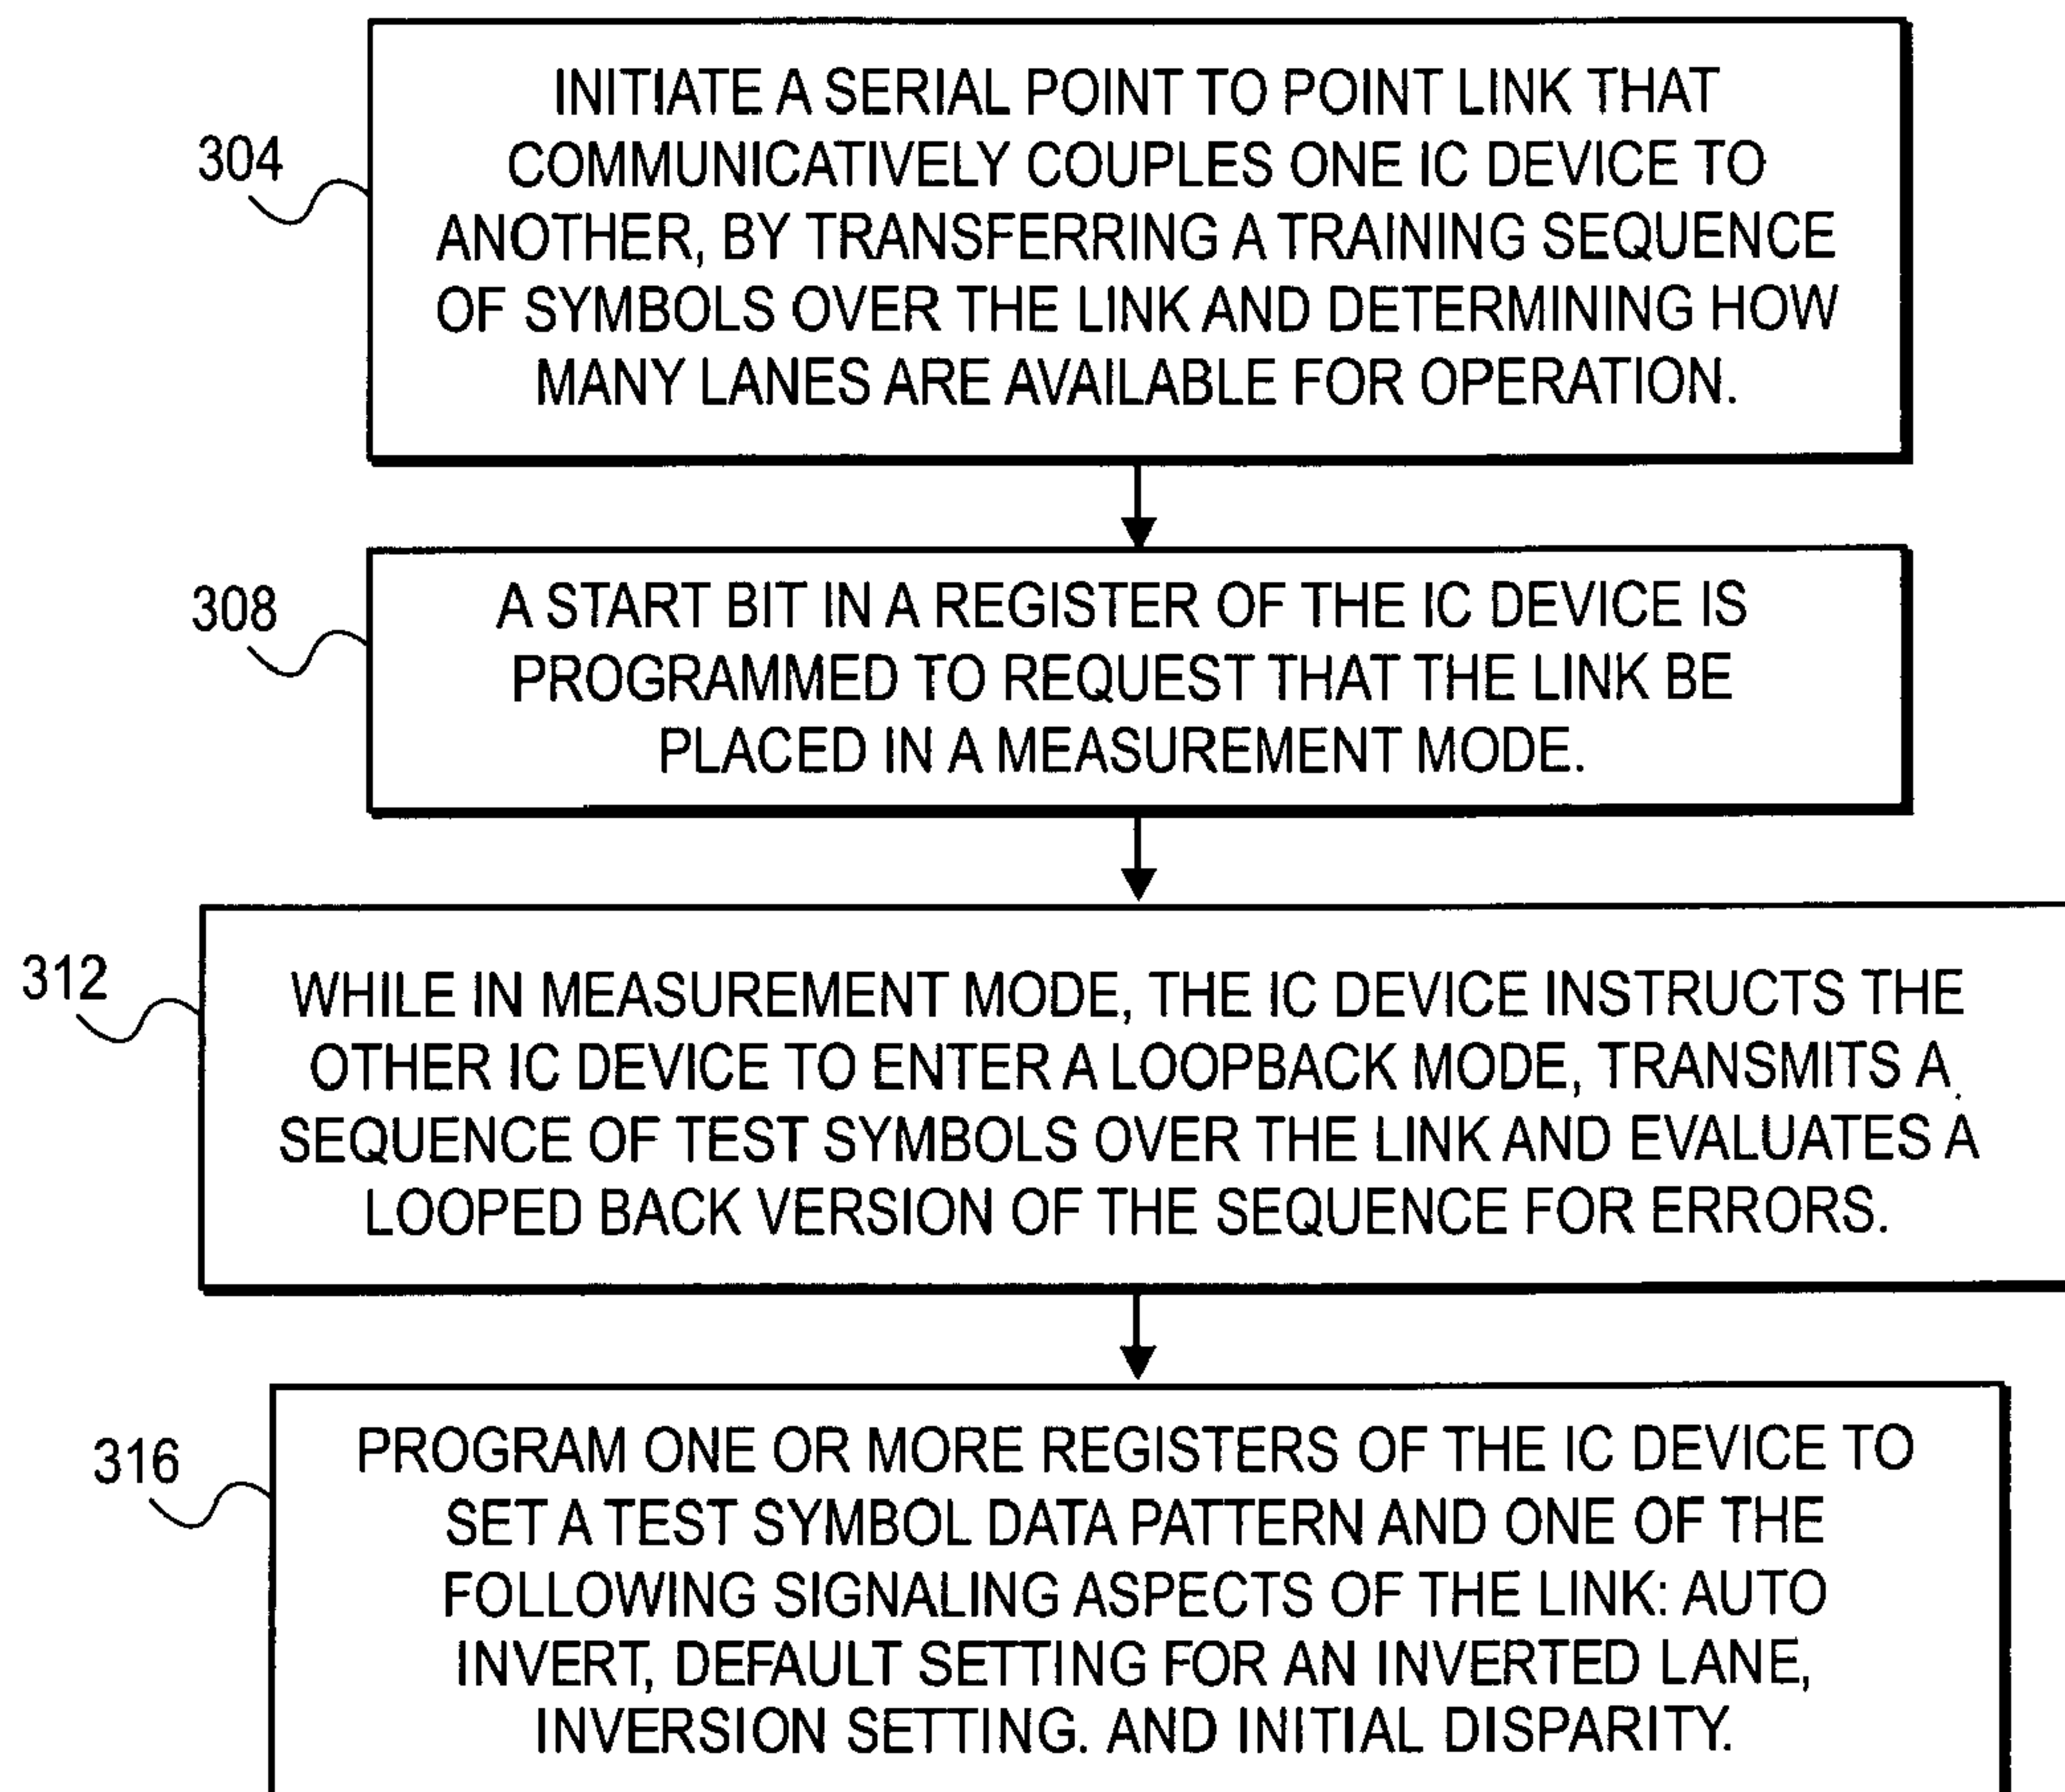 304
INITIATE A SERIAL POINT TO POINT LINK THAT
COMMUNICATIVELY COUPLES ONE IC DEVICE TO
ANOTHER, BY TRANSFERRING A TRAINING SEQUENCE
OF SYMBOLS OVER THE LINK AND DETERMINING HOW
MANY LANES ARE AVAILABLE FOR OPERATION.
308
A START BIT IN A REGISTER OF THE IC DEVICE IS
PROGRAMMED TO REQUEST THAT THE LINK BE
PLACED IN A MEASUREMENT MODE.
312
WHILE IN MEASUREMENT MODE, THE IC DEVICE INSTRUCTS THE
OTHER IC DEVICE TO ENTER A LOOPBACK MODE, TRANSMITS A
SEQUENCE OF TEST SYMBOLS OVER THE LINK AND EVALUATES A
LOOPED BACK VERSION OF THE SEQUENCE FOR ERRORS.
316
PROGRAM ONE OR MORE REGISTERS OF THE IC DEVICE TO
SET A TEST SYMBOL DATA PATTERN AND ONE OF THE
FOLLOWING SIGNALING ASPECTS OF THE LINK: AUTO
INVERT, DEFAULT SETTING FOR AN INVERTED LANE,
INVERSION SETTING. AND INITIAL DISPARITY.